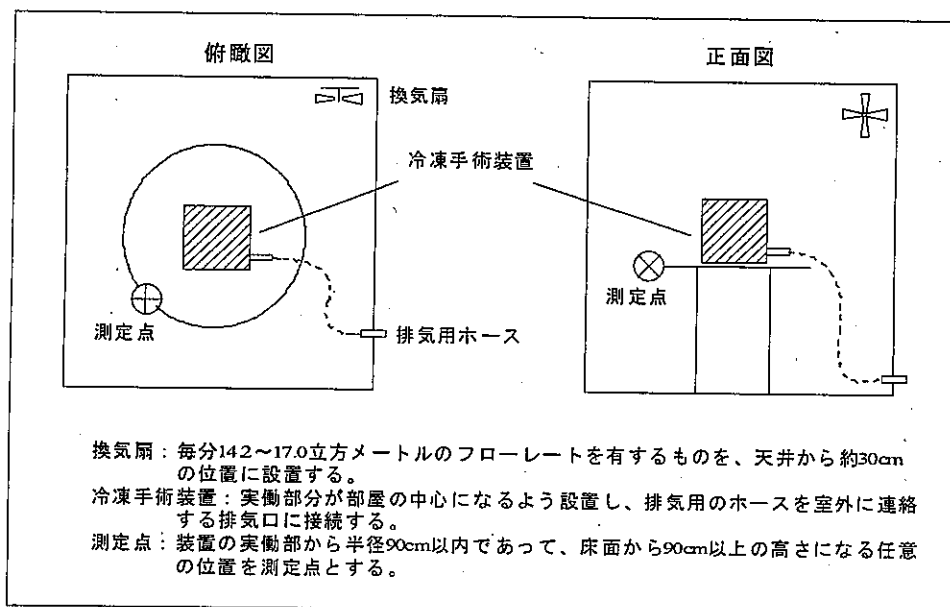 俯瞰図
正面図
換気扇
冷凍手術装置
測定点
排気用ホース
測定点
換気扇：毎分14.2～17.0立方メートルのフローレートを有するものを、天井から約30cm
の位置に設置する。
冷凍手術装置：実働部分が部屋の中心になるよう設置し、排気用のホースを室外に連絡
する排気口に接続する。
測定点：装置の実働部から半径90cm以内であって、床面から90cm以上の高さになる任意
の位置を測定点とする。